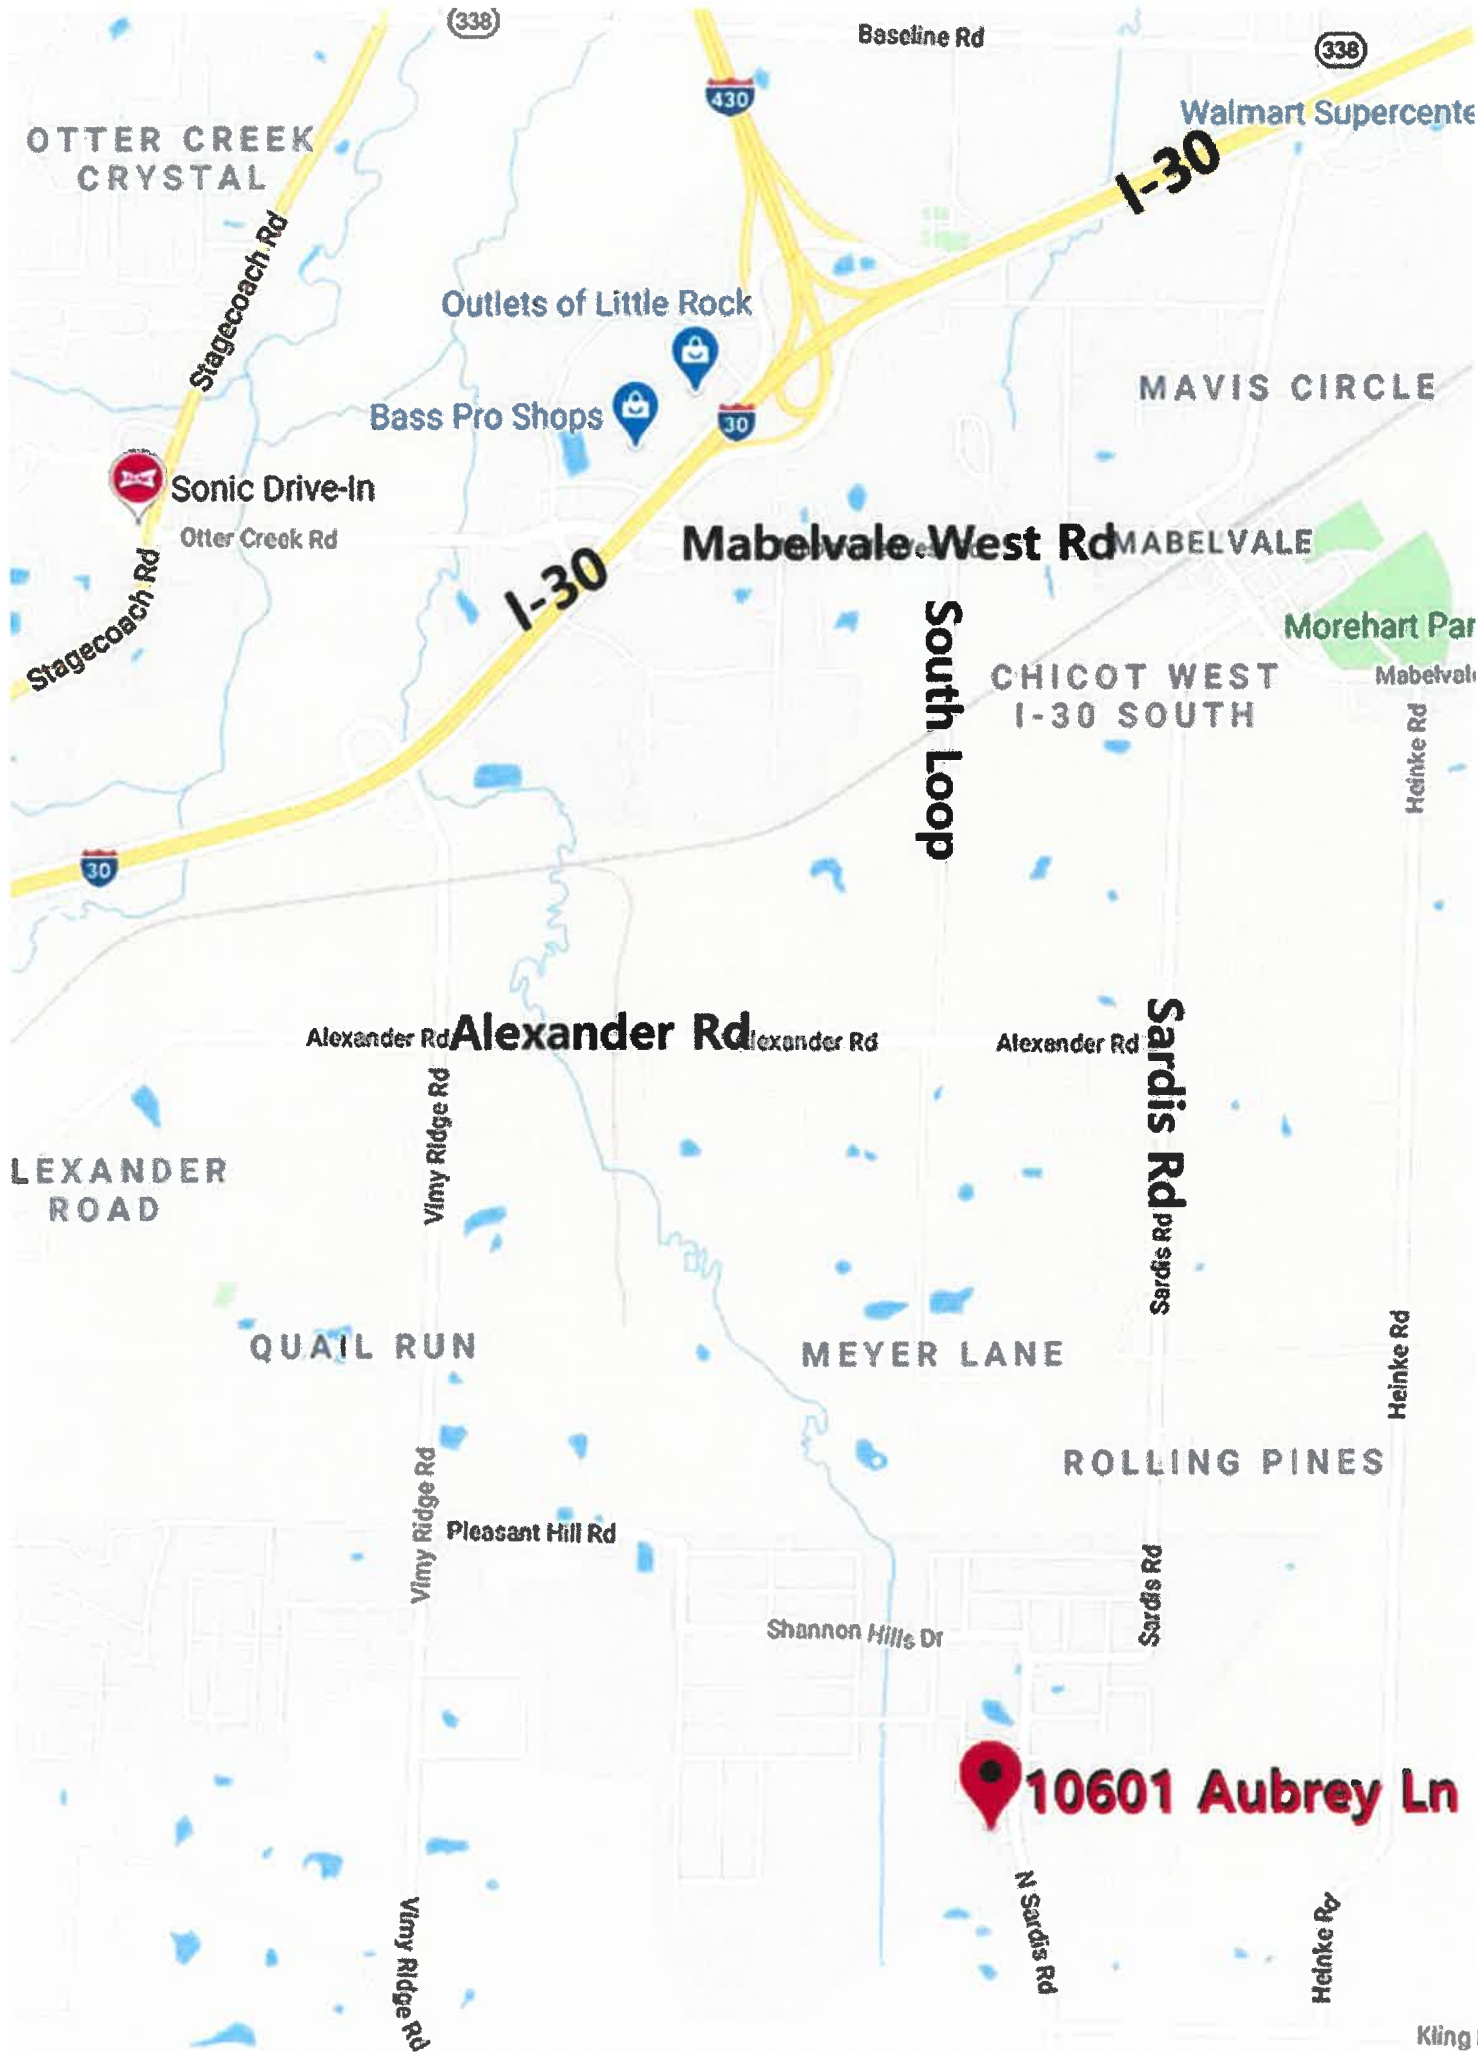 338
Baseline Rd
338
430
Walmart Supercente
OTTER CREEK
CRYSTAL
I-30
Stagecoach Rd
Outlets of Little Rock
MAVIS CIRCLE
Bass Pro Shops
30
Sonic Drive-In
Otter Creek Rd
Mabelvale West Rd
MABELVALE
I-30
Stagecoach Rd
South Loop
Morehart Par
CHICOT WEST
I-30 SOUTH
Mabelval
Heinke Rd
30
Alexander Rd
Alexander Rd
lexander Rd
Alexander Rd
Sardis Rd
Vimy Ridge Rd
LEXANDER
ROAD
Sardis Rd
QUAIL RUN
MEYER LANE
Heinke Rd
ROLLING PINES
Vimy Ridge Rd
Pleasant Hill Rd
Sardis Rd
Shannon Hills Dr
10601 Aubrey Ln
N Sardis Rd
Heinke Rd
Vimy Ridge Rd
Kling